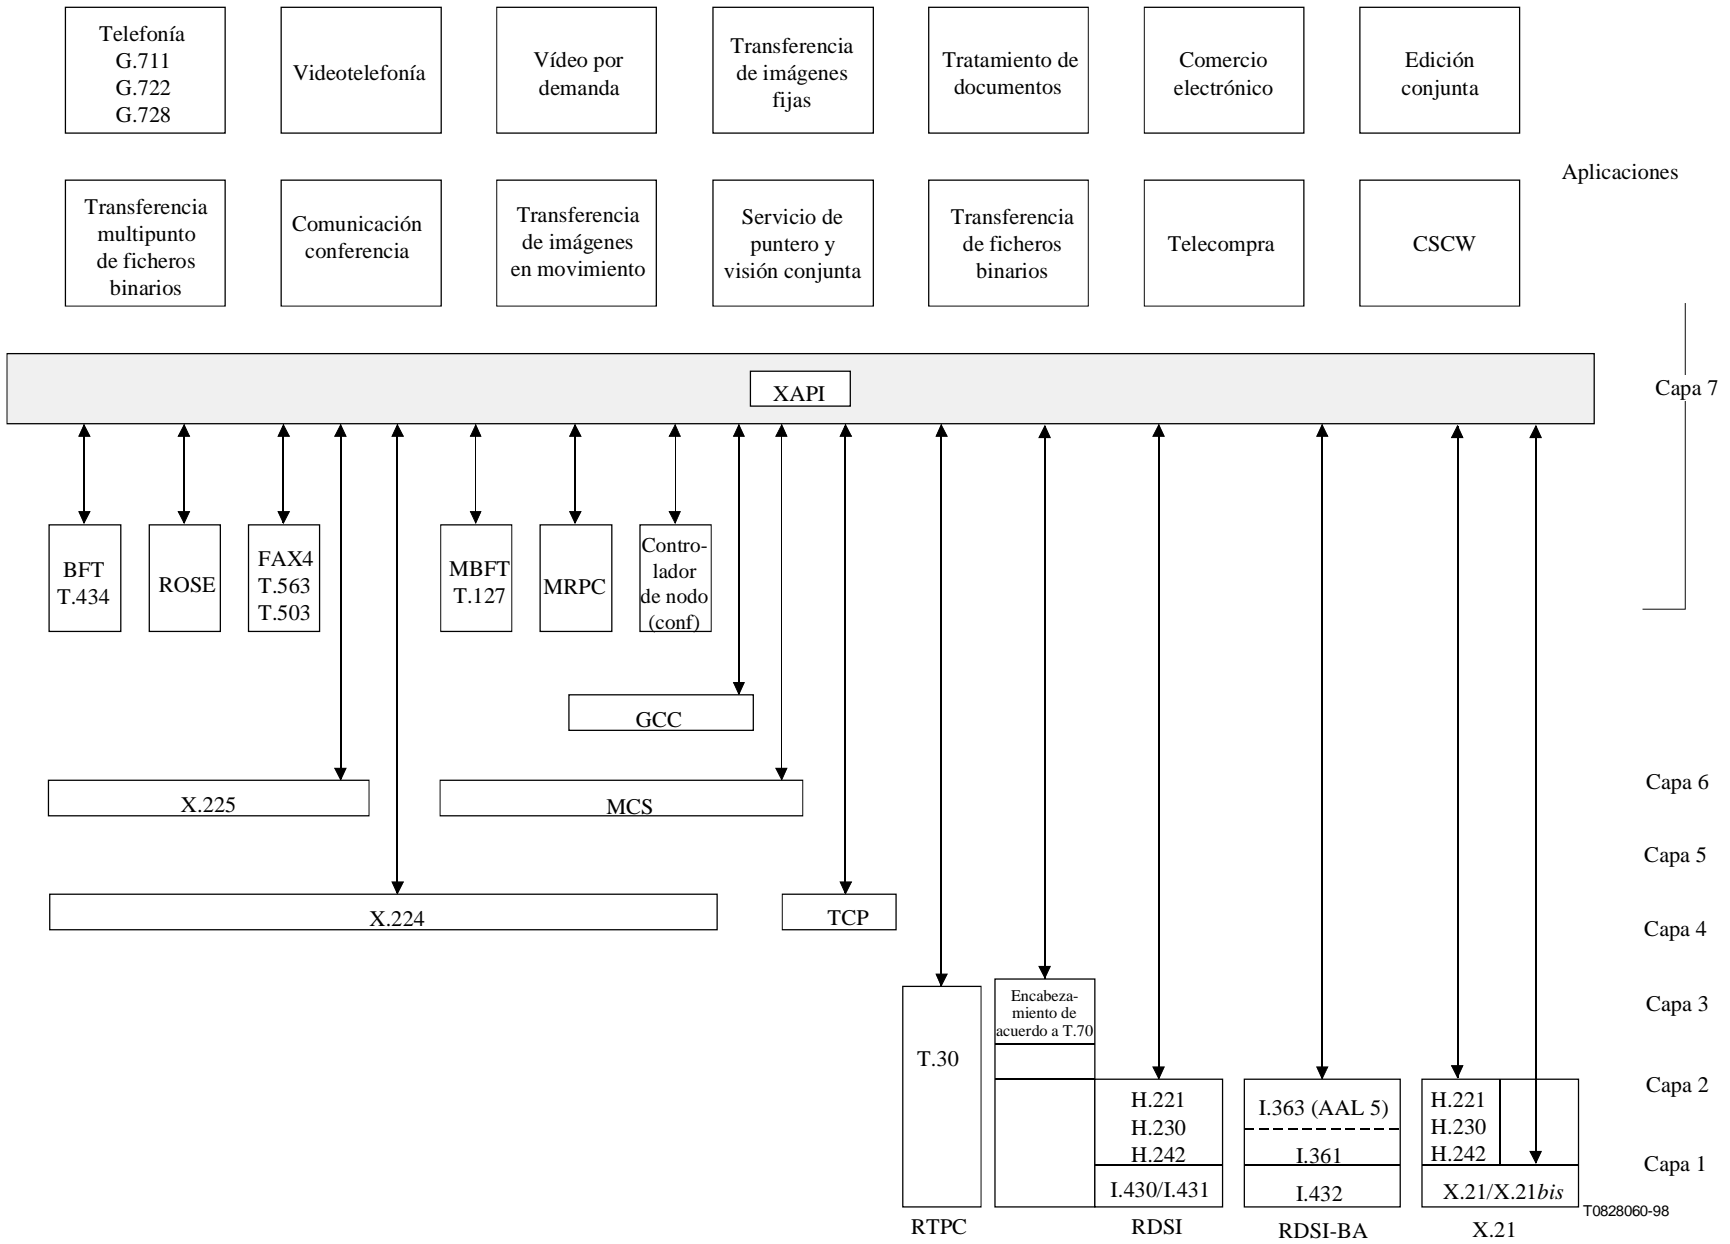 Telefonía
G.711
G.722
G.728
Videotelefonía
Vídeo por
demanda
Transferencia
de imágenes
fijas
Tratamiento de
documentos
Comercio
electrónico
Edición
conjunta
Aplicaciones
Transferencia
multipunto
de ficheros
binarios
Comunicación
conferencia
Transferencia
de imágenes
en movimiento
Servicio de
puntero y
visión conjunta
Transferencia
de ficheros
binarios
Telecompra
CSCW
XAPI
Capa 7
BFT
T.434
ROSE
FAX4
T.563
T.503
MBFT
T.127
MRPC
Contro-
lador
de nodo
(conf)
GCC
X.225
MCS
Capa 6
Capa 5
X.224
TCP
Capa 4
T.30
Encabeza-
miento de
acuerdo a T.70
Capa 3
H.221
H.230
H.242
I.430/I.431
I.363 (AAL 5)
I.361
I.432
H.221
H.230
H.242
X.21/X.21bis
Capa 2
Capa 1
RTPC
RDSI
RDSI-BA
X.21
T0828060-98